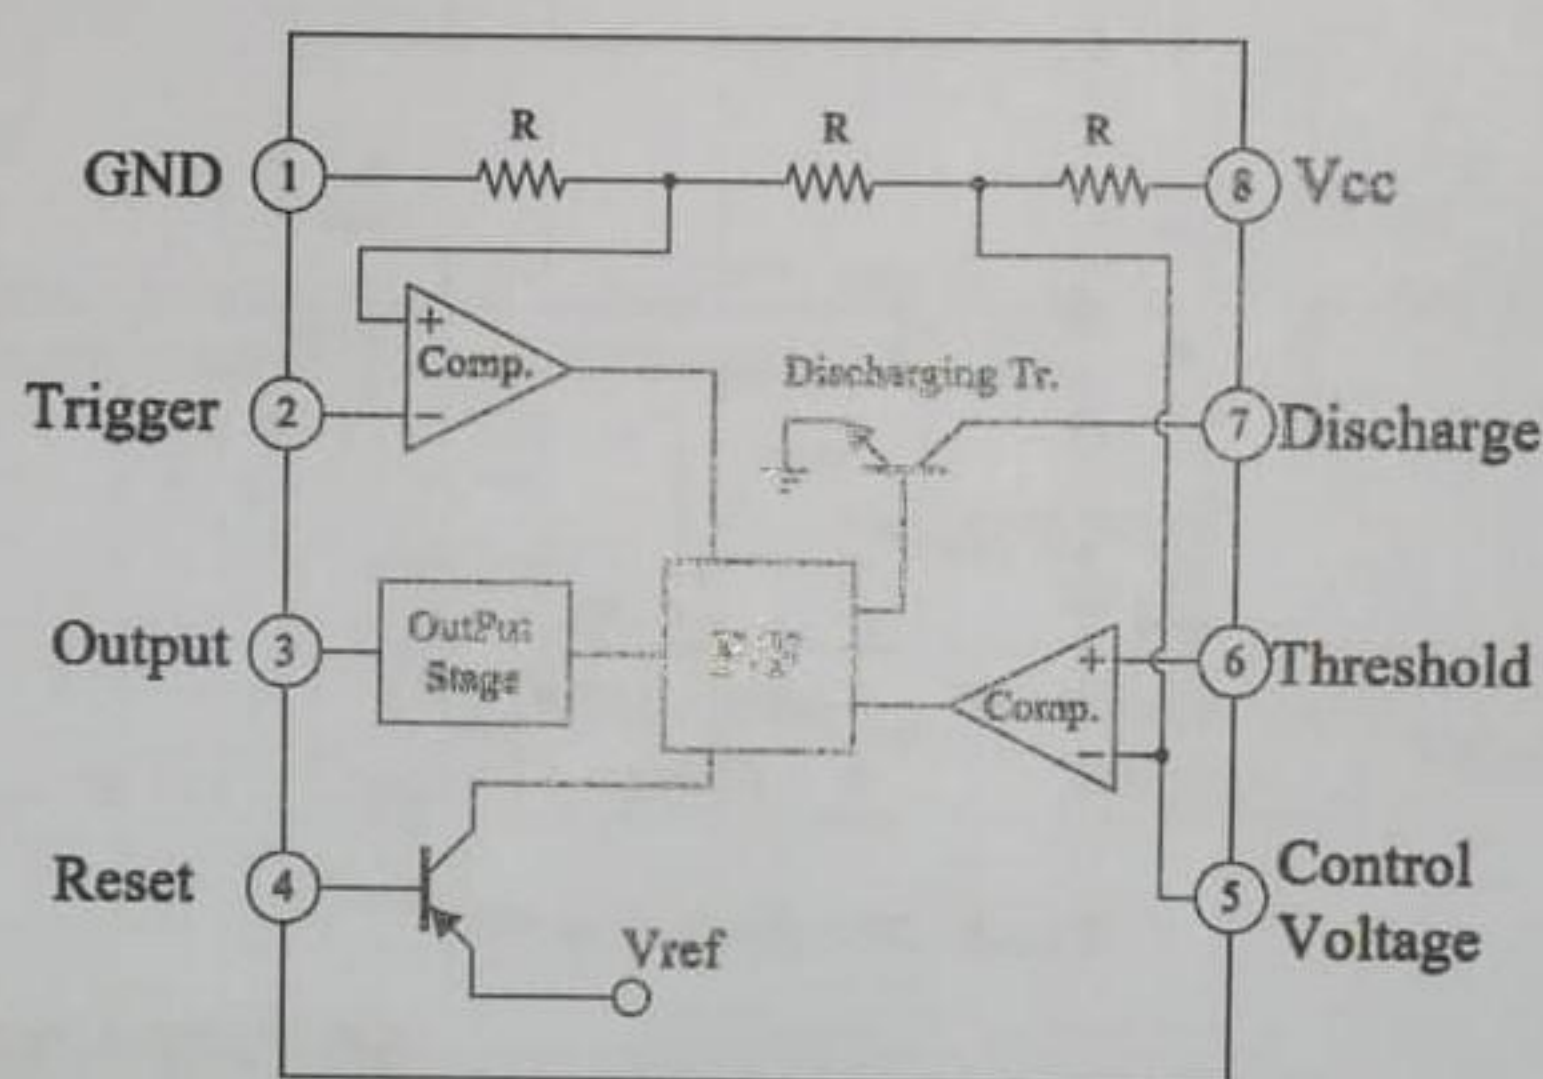 R
R
R
GND
1
8
Vcc
+
Comp.
Trigger
2
−
Discharging Tr.
7
Discharge
Output
3
OutPut
Stage
F/F
+
6
Threshold
Comp.
−
Reset
4
5
Control
Voltage
Vref